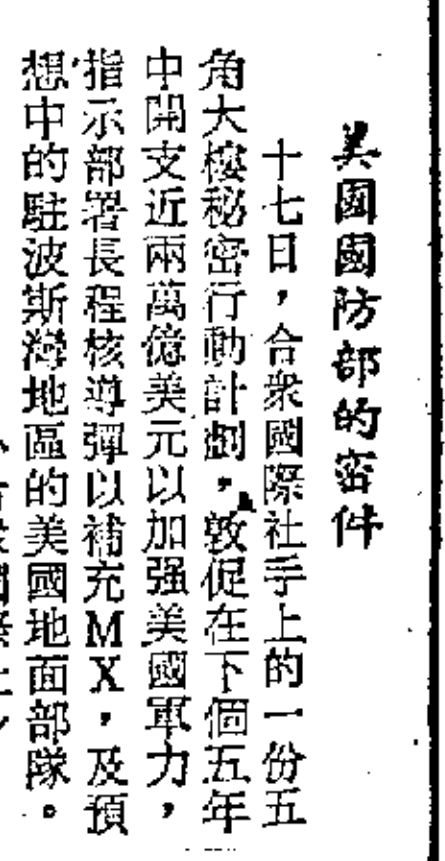 美國國防部的密件
十七日，合衆國際社手上的一份五
角大樓秘密行動計劃，敦促在下個五年
中開支近兩萬億美元以加强美國軍力，
指示部署長程核導彈以補充MX，及預
想中的駐波斯灣地區的美國地面部隊。